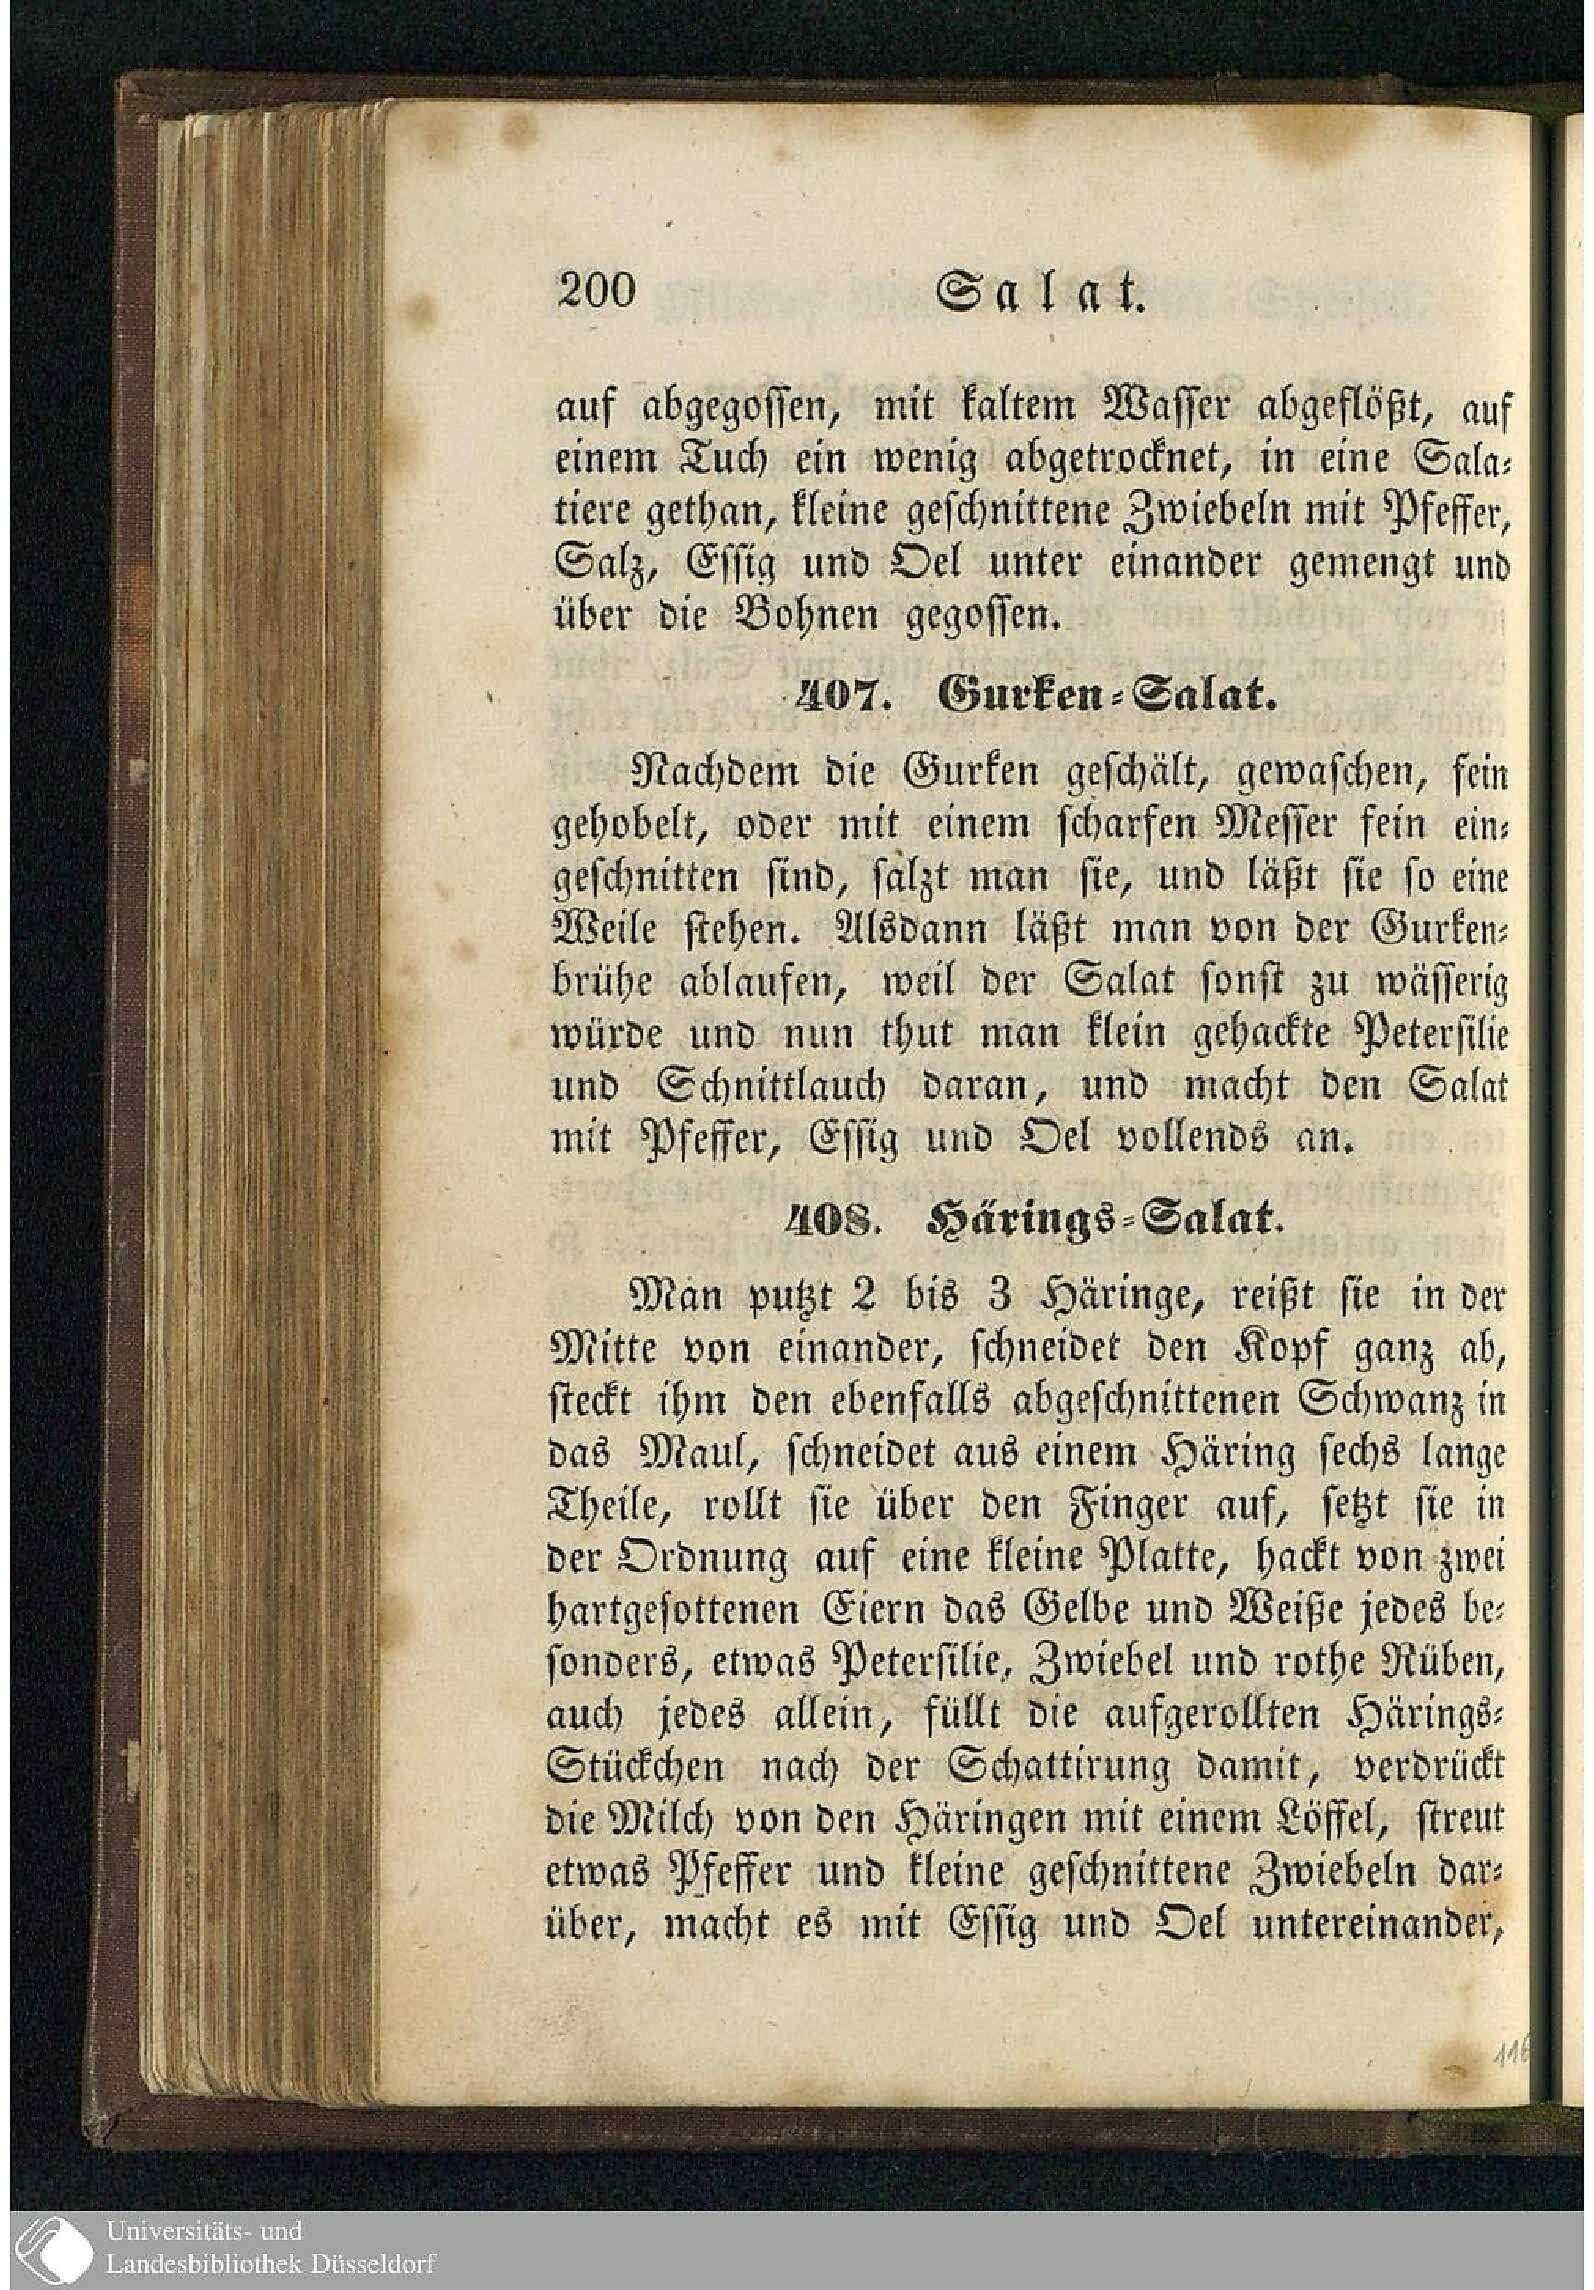 200 Salat.
auf abgegossen, mit kaltem Wasser abgeflößt, auf
einem Tuch ein wenig abgetrocknet, in eine Sala-
tiere gethan, kleine geschnittene Zwiebeln mit Pfeffer,
Salz, Essig und Oel unter einander gemengt und
über die Bohnen gegossen.
407. Gurken-Salat.
Nachdem die Gurken geschält, gewaschen, fein
gehobelt, oder mit einem scharfen Messer fein ein-
geschnitten sind, salzt man sie, und läßt sie so eine
Weile stehen. Alsdann läßt man von der Gurken-
brühe ablaufen, weil der Salat sonst zu wässerig
würde und nun thut man klein gehackte Petersilie
und Schnittlauch daran, und macht den Salat
mit Pfeffer, Essig und Oel vollends an.
408. Härings-Salat.
Man putzt 2 bis 3 Häringe, reißt sie in der
Mitte von einander, schneidet den Kopf ganz ab,
steckt ihm den ebenfalls abgeschnittenen Schwanz in
das Maul, schneidet aus einem Häring sechs lange
Theile, rollt sie über den Finger auf, setzt sie in
der Ordnung auf eine kleine Platte, hackt von zwei
hartgesottenen Eiern das Gelbe und Weiße jedes be-
sonders, etwas Petersilie, Zwiebel und rothe Rüben,
auch jedes allein, füllt die aufgerollten Härings-
Stückchen nach der Schattirung damit, verdrückt
die Milch von den Häringen mit einem Löffel, streut
etwas Pfeffer und kleine geschnittene Zwiebeln dar-
über, macht es mit Essig und Oel untereinander,
116
Universitäts- und
Landesbibliothek Düsseldorf